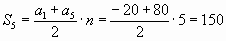 S₅ = (a₁ + a₅)/2 · n = (−20 + 80)/2 · 5 = 150